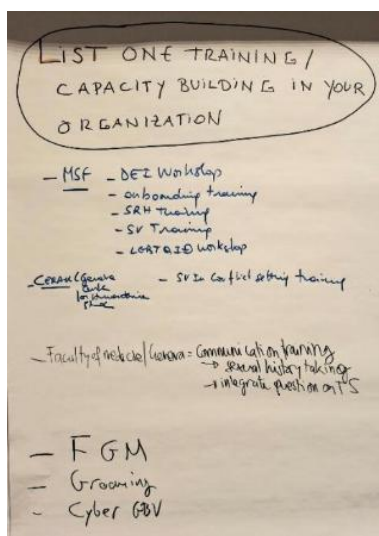 LIST ONE TRAINING/
CAPACITY BUILDING IN YOUR
ORGANIZATION
- MSF - DEI Workshop
- onboarding training
- SRH Training
- SV Training
- LGBTQIA workshop
- CERAH (Geneva - SV in Conflict setting training
Centre
for humanitarian
- Faculty of medicine/Geneva = Communication training
→ sexual history taking
→ integrate question on
- FGM
- Grooming
- Cyber GBV